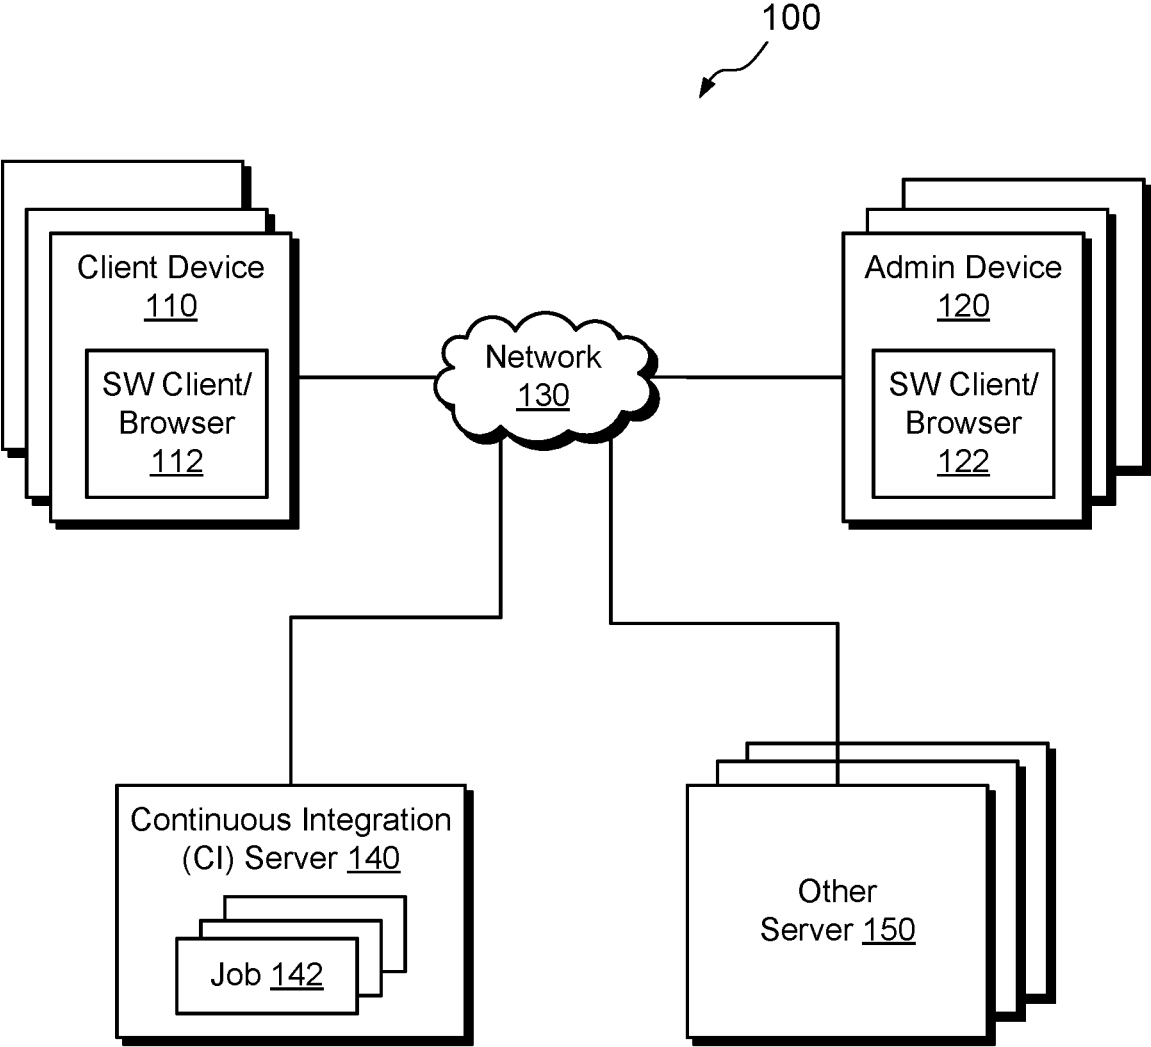 100
Client Device
110
SW Client/
Browser
112
Admin Device
120
SW Client/
Browser
122
Network
130
Continuous Integration
(CI) Server 140
Job 142
Other
Server 150